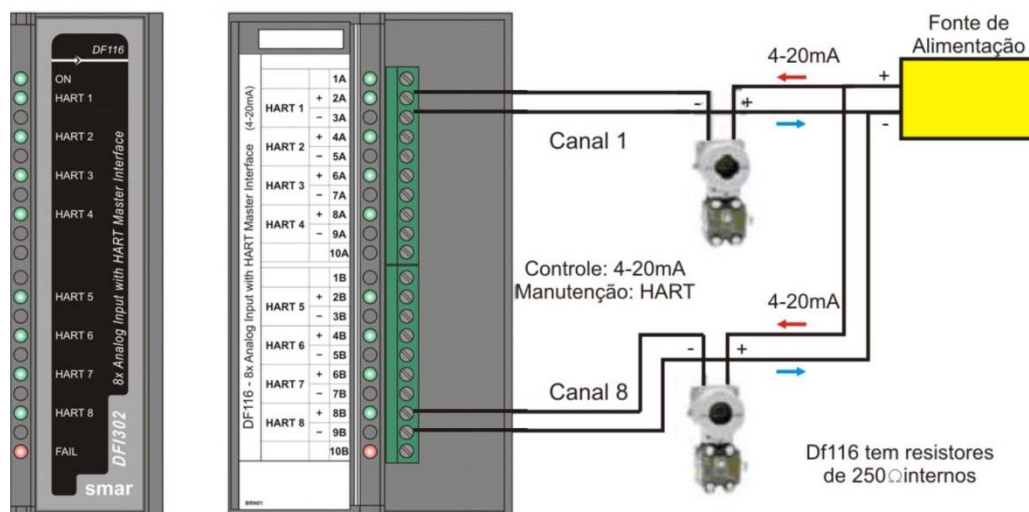 DF116
ON
HART 1
HART 2
HART 3
HART 4
HART 5
HART 6
HART 7
HART 8
FAIL
8x Analog Input with HART Master Interface
DFI302
smar
DF116 - 8x Analog Input with HART Master Interface (4-20mA)
1A
HART 1 + 2A
− 3A
HART 2 + 4A
− 5A
HART 3 + 6A
− 7A
HART 4 + 8A
− 9A
10A
1B
HART 5 + 2B
− 3B
HART 6 + 4B
− 5B
HART 7 + 6B
− 7B
HART 8 + 8B
− 9B
10B
Fonte de
Alimentação
4-20mA
+
-
- +
Canal 1
Controle: 4-20mA
Manutenção: HART
4-20mA
- +
Canal 8
Df116 tem resistores
de 250Ω internos